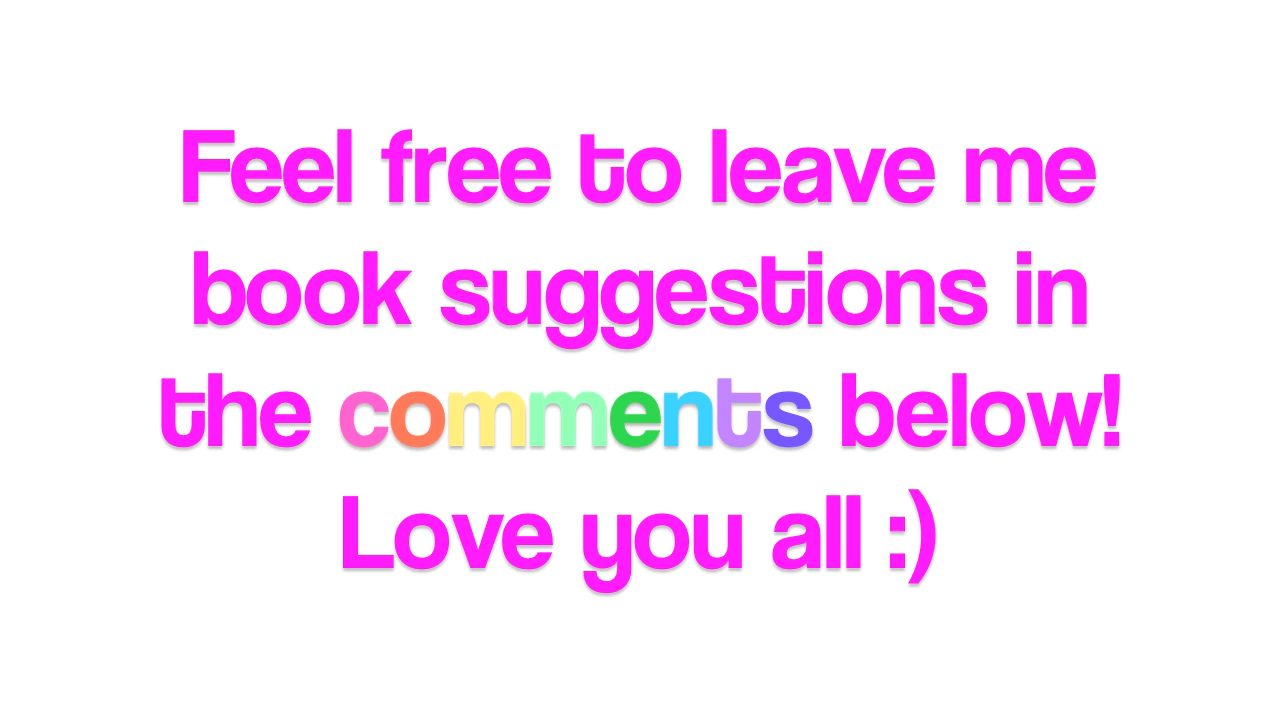 Feel free to leave me
book suggestions in
the comments below!
Love you all :)